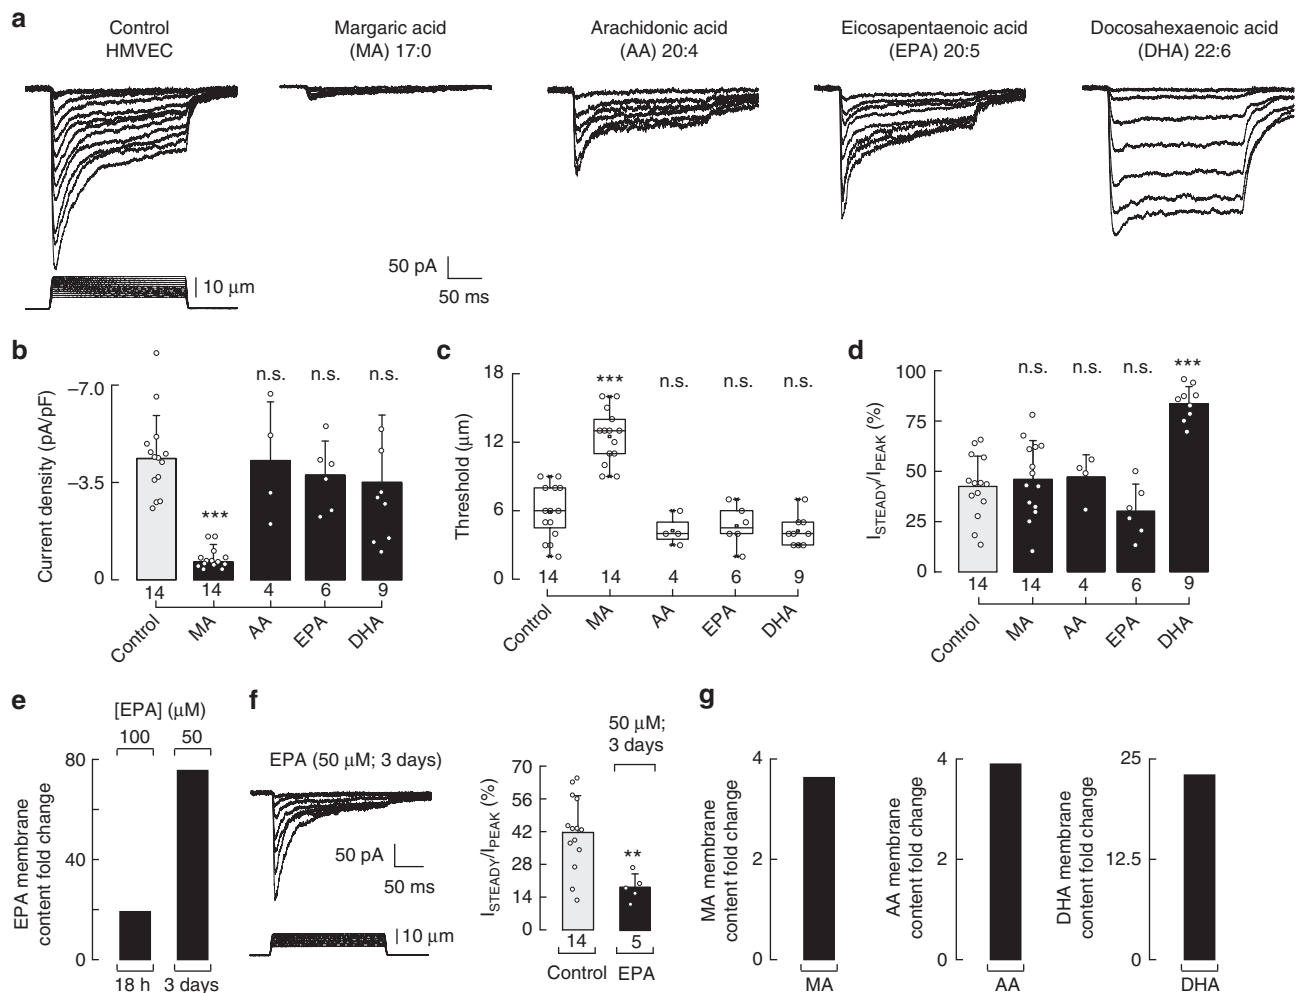 a
Control
HMVEC
Margaric acid
(MA) 17:0
Arachidonic acid
(AA) 20:4
Eicosapentaenoic acid
(EPA) 20:5
Docosahexaenoic acid
(DHA) 22:6
10 μm
50 pA
50 ms
b
Current density (pA/pF)
–7.0
–3.5
0
***
n.s.
n.s.
n.s.
14
14
4
6
9
Control
MA
AA
EPA
DHA
c
Threshold (μm)
18
12
6
0
***
n.s.
n.s.
n.s.
14
14
4
6
9
Control
MA
AA
EPA
DHA
d
I_STEADY/I_PEAK (%)
100
75
50
25
0
n.s.
n.s.
n.s.
***
14
14
4
6
9
Control
MA
AA
EPA
DHA
e
[EPA] (μM)
100
50
EPA membrane
content fold change
80
40
0
18 h
3 days
f
EPA (50 μM; 3 days)
50 pA
50 ms
10 μm
50 μM;
3 days
I_STEADY/I_PEAK (%)
70
56
42
28
14
0
**
14
5
Control
EPA
g
MA membrane
content fold change
4
2
0
MA
AA membrane
content fold change
4
2
0
AA
DHA membrane
content fold change
25
12.5
0
DHA